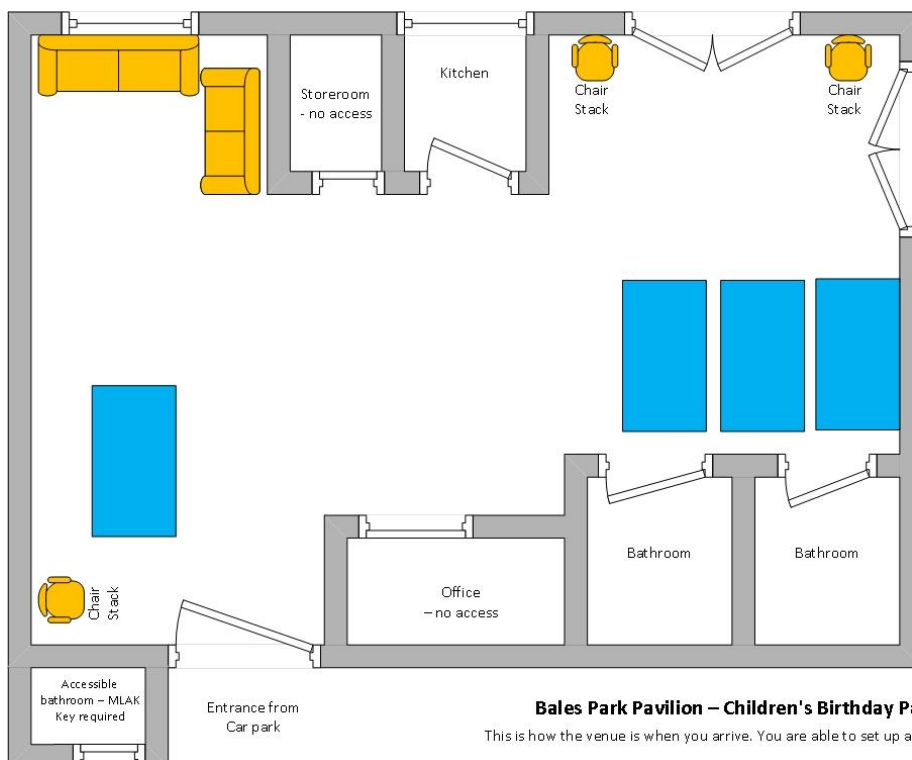 Storeroom
- no access
Kitchen
Chair
Stack
Chair
Stack
Chair
Stack
Office
– no access
Bathroom
Bathroom
Accessible
bathroom – MLAK
Key required
Entrance from
Car park
Bales Park Pavilion – Children's Birthday
This is how the venue is when you arrive. You are able to set up